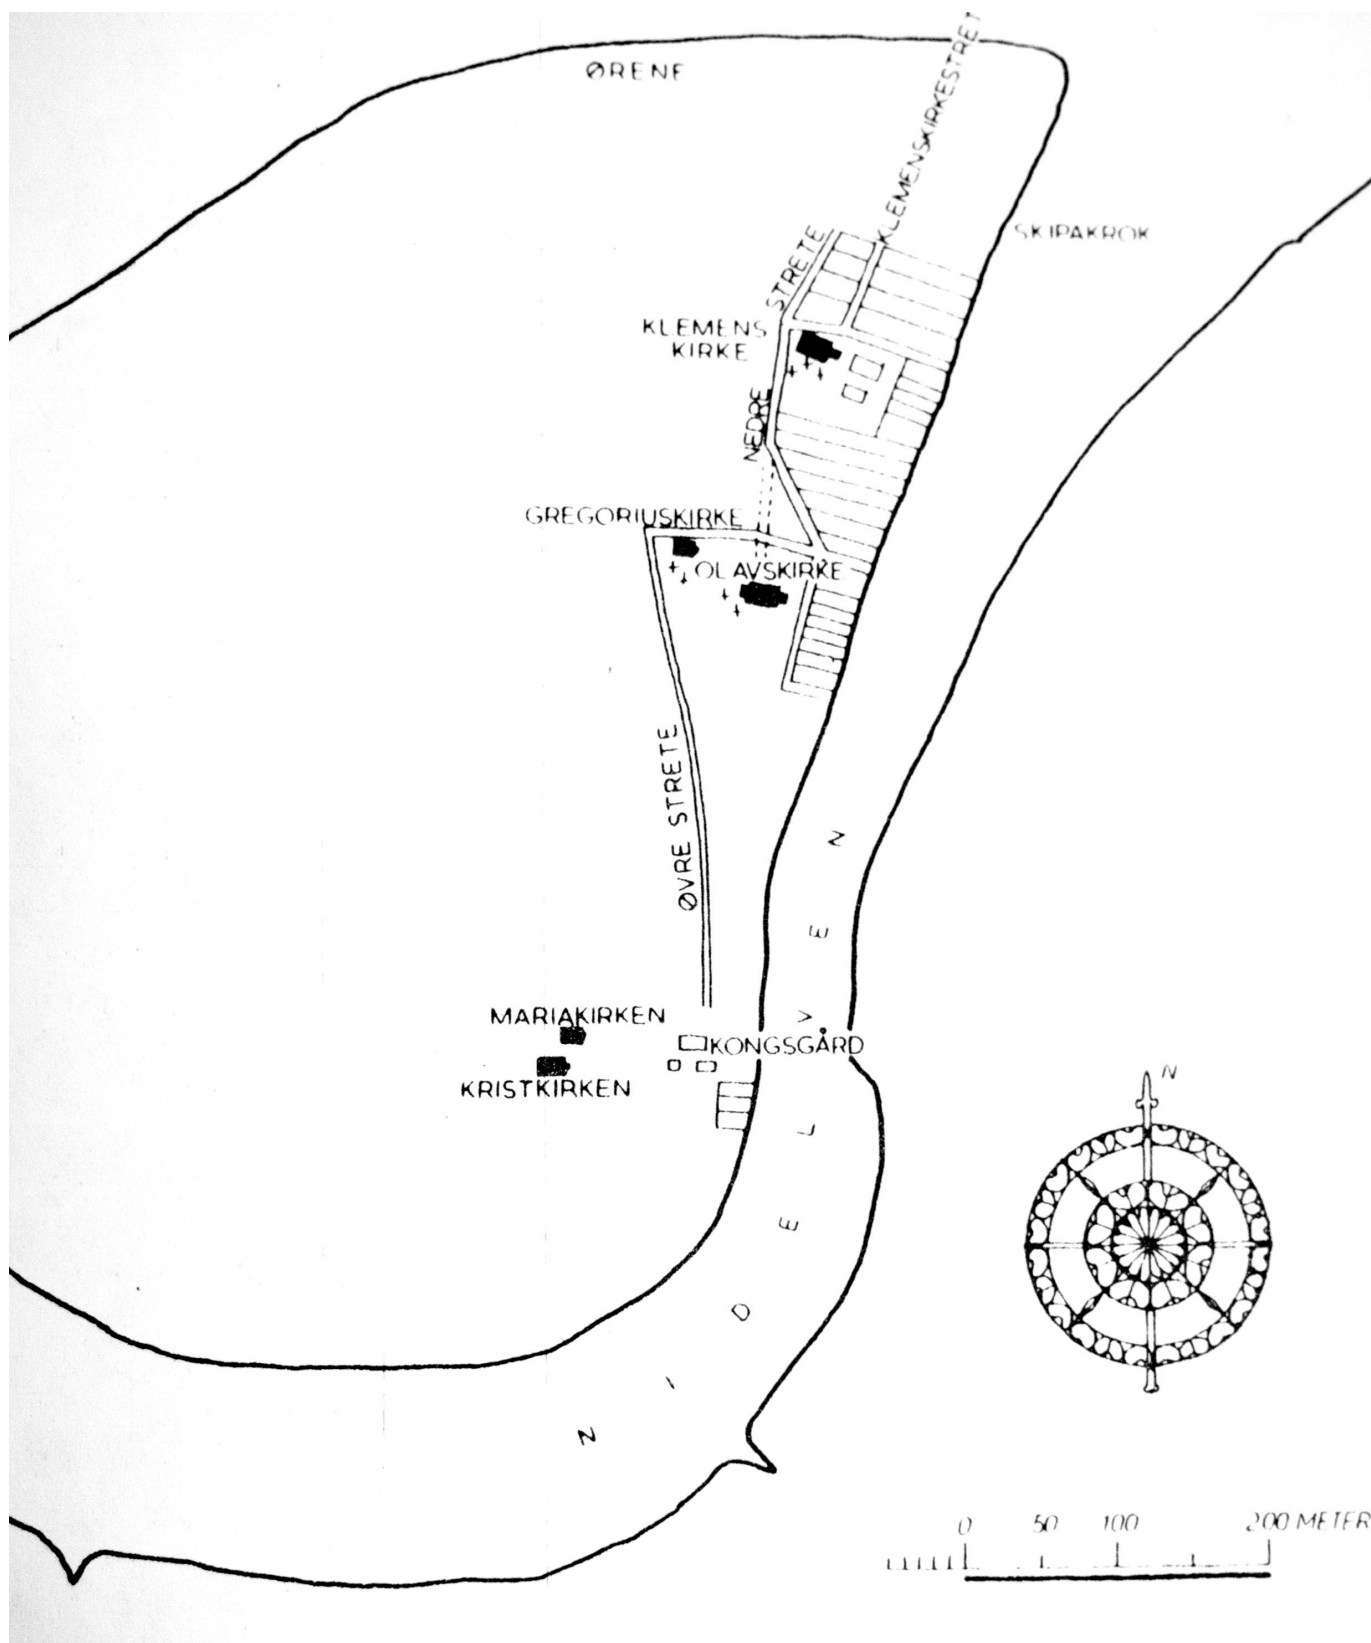 ØRENE
KLEMENSKIRKESTRET
SKIPAKROK
STRETE
KLEMENS
KIRKE
NEDRE
GREGORIUSKIRKE
OLAVSKIRKE
ØVRE STRETE
MARIAKIRKEN
KONGSGÅRD
KRISTKIRKEN
NIDELVEN
N
0 50 100 200 METER